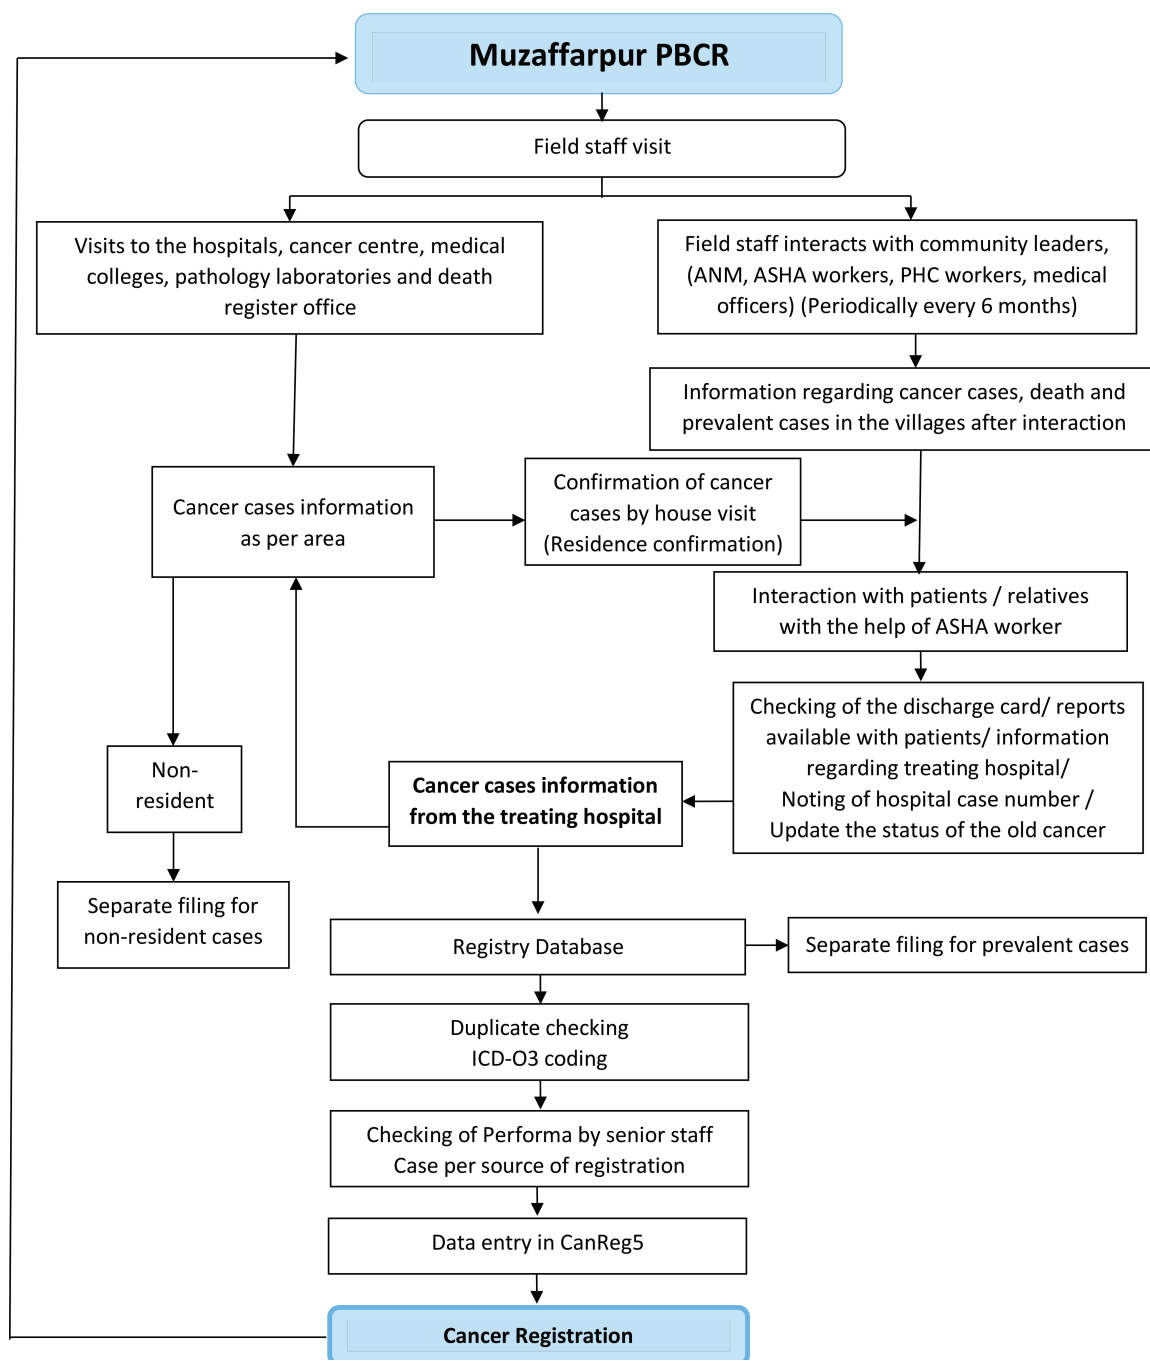 Muzaffarpur PBCR
Field staff visit
Visits to the hospitals, cancer centre, medical
colleges, pathology laboratories and death
register office
Field staff interacts with community leaders,
(ANM, ASHA workers, PHC workers, medical
officers) (Periodically every 6 months)
Information regarding cancer cases, death and
prevalent cases in the villages after interaction
Cancer cases information
as per area
Confirmation of cancer
cases by house visit
(Residence confirmation)
Interaction with patients / relatives
with the help of ASHA worker
Checking of the discharge card/ reports
available with patients/ information
regarding treating hospital/
Noting of hospital case number /
Update the status of the old cancer
Non-
resident
Cancer cases information
from the treating hospital
Separate filing for
non-resident cases
Registry Database
Separate filing for prevalent cases
Duplicate checking
ICD-O3 coding
Checking of Performa by senior staff
Case per source of registration
Data entry in CanReg5
Cancer Registration